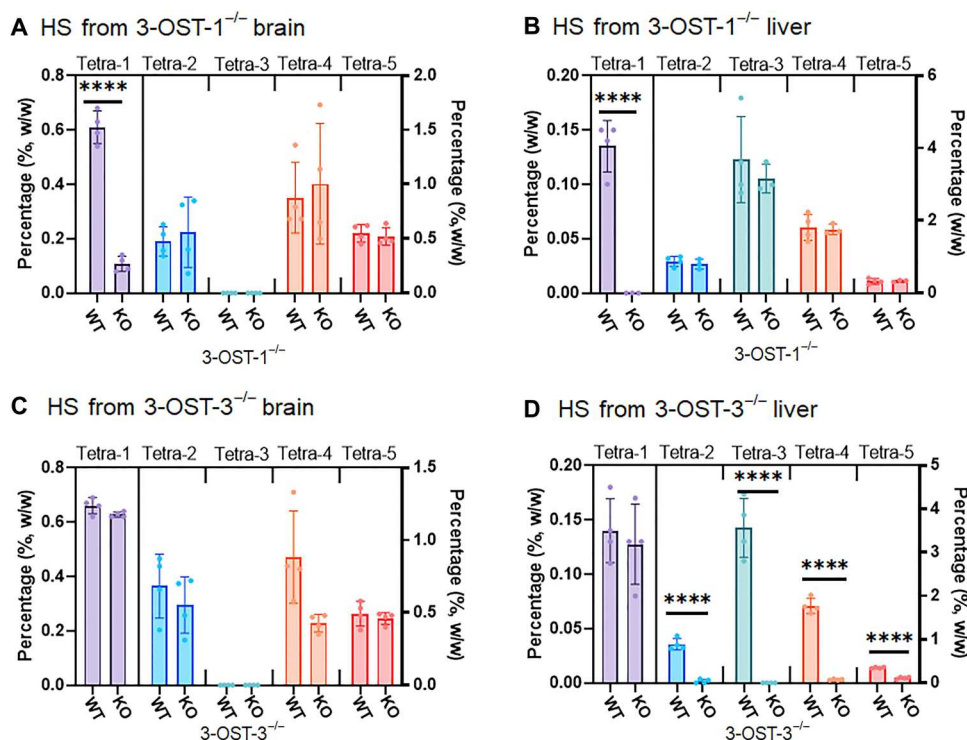 A HS from 3-OST-1−/− brain
Tetra-1 Tetra-2 Tetra-3 Tetra-4 Tetra-5
****
Percentage (%, w/w)
0.8
0.6
0.4
0.2
0.0
2.0
1.5
1.0
0.5
0.0
Percentage (%,w/w)
WT KO WT KO WT KO WT KO WT KO
3-OST-1−/−
B HS from 3-OST-1−/− liver
Tetra-1 Tetra-2 Tetra-3 Tetra-4 Tetra-5
****
Percentage (w/w)
0.20
0.15
0.10
0.05
0.00
6
4
2
0
Percentage (w/w)
WT KO WT KO WT KO WT KO WT KO
3-OST-1−/−
C HS from 3-OST-3−/− brain
Tetra-1 Tetra-2 Tetra-3 Tetra-4 Tetra-5
Percentage (%, w/w)
0.8
0.6
0.4
0.2
0.0
1.5
1.0
0.5
0.0
Percentage (%, w/w)
WT KO WT KO WT KO WT KO WT KO
3-OST-3−/−
D HS from 3-OST-3−/− liver
Tetra-1 Tetra-2 Tetra-3 Tetra-4 Tetra-5
****
****
****
****
Percentage (%, w/w)
0.20
0.15
0.10
0.05
0.00
5
4
3
2
1
0
Percentage (%, w/w)
WT KO WT KO WT KO WT KO WT KO
3-OST-3−/−